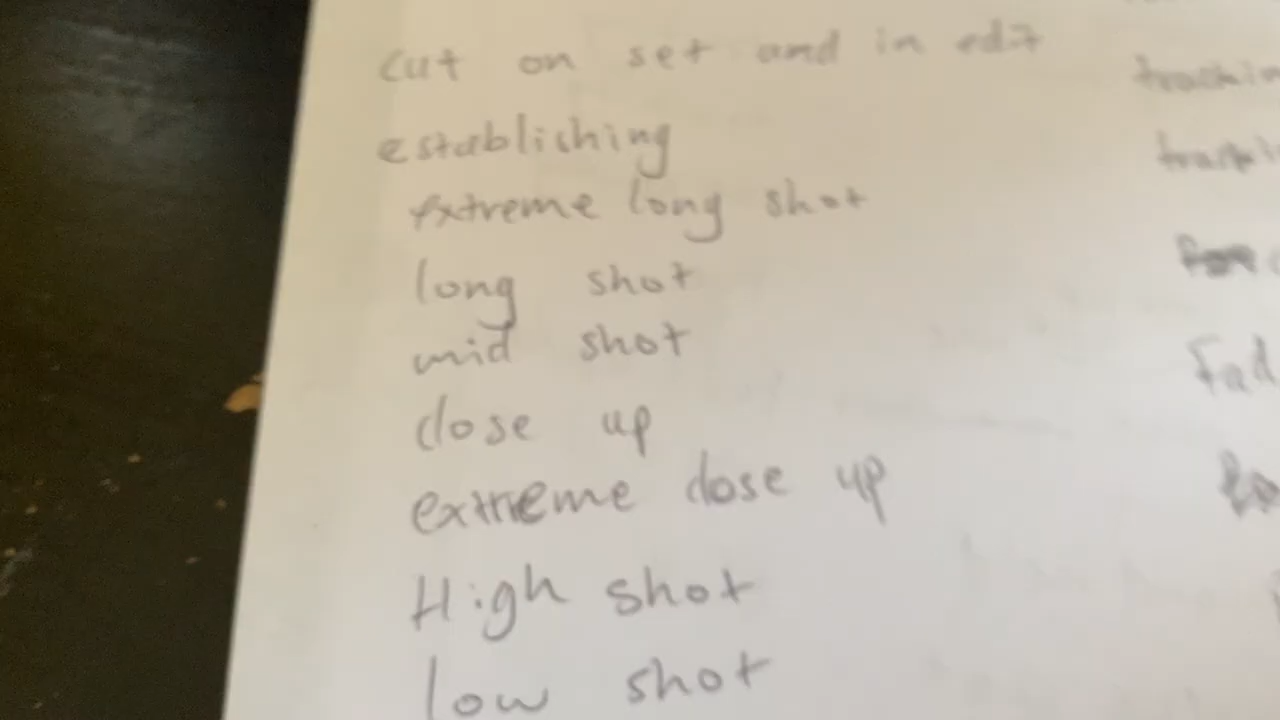 cut on set and in edit
establishing
extreme long shot
long shot
mid shot
close up
extreme close up
High shot
low shot